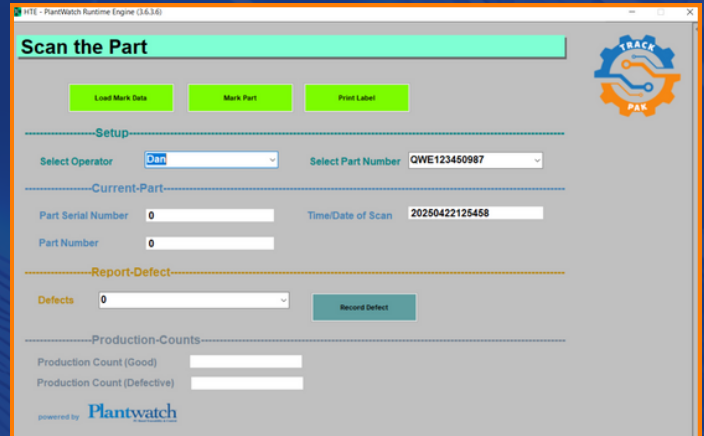 HTE - PlantWatch Runtime Engine (3.6.3.6)
Scan the Part
TRACK
PAK
Load Mark Data Mark Part Print Label
Setup
Select Operator Dan Select Part Number QWE123450987
Current-Part
Part Serial Number 0 Time/Date of Scan 20250422125458
Part Number 0
Report-Defect
Defects 0 Record Defect
Production-Counts
Production Count (Good)
Production Count (Defective)
powered by Plantwatch